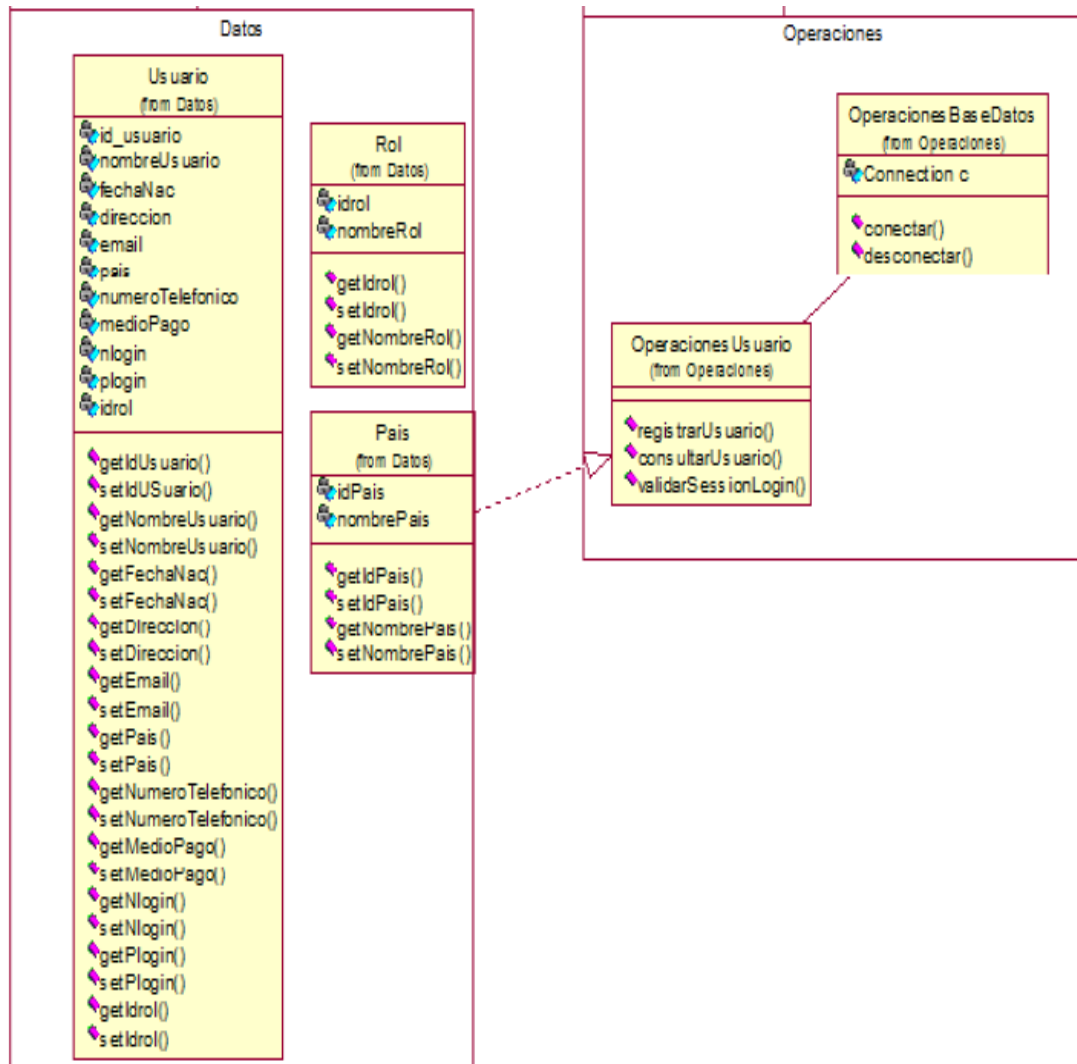 Datos
Usuario
(from Datos)
id_usuario
nombreUsuario
fechaNac
direccion
email
pais
numeroTelefonico
medioPago
nlogin
plogin
idrol
getIdUsuario()
setIdUSuario()
getNombreUsuario()
setNombreUsuario()
getFechaNac()
setFechaNac()
getDireccion()
setDireccion()
getEmail()
setEmail()
getPais()
setPais()
getNumeroTelefonico()
setNumeroTelefonico()
getMedioPago()
setMedioPago()
getNlogin()
setNlogin()
getPlogin()
setPlogin()
getIdrol()
setIdrol()
Rol
(from Datos)
idrol
nombreRol
getIdrol()
setIdrol()
getNombreRol()
setNombreRol()
Pais
(from Datos)
idPais
nombrePais
getIdPais()
setIdPais()
getNombrePais()
setNombrePais()
Operaciones
OperacionesBaseDatos
(from Operaciones)
Connection c
conectar()
desconectar()
OperacionesUsuario
(from Operaciones)
registrarUsuario()
consultarUsuario()
validarSessionLogin()